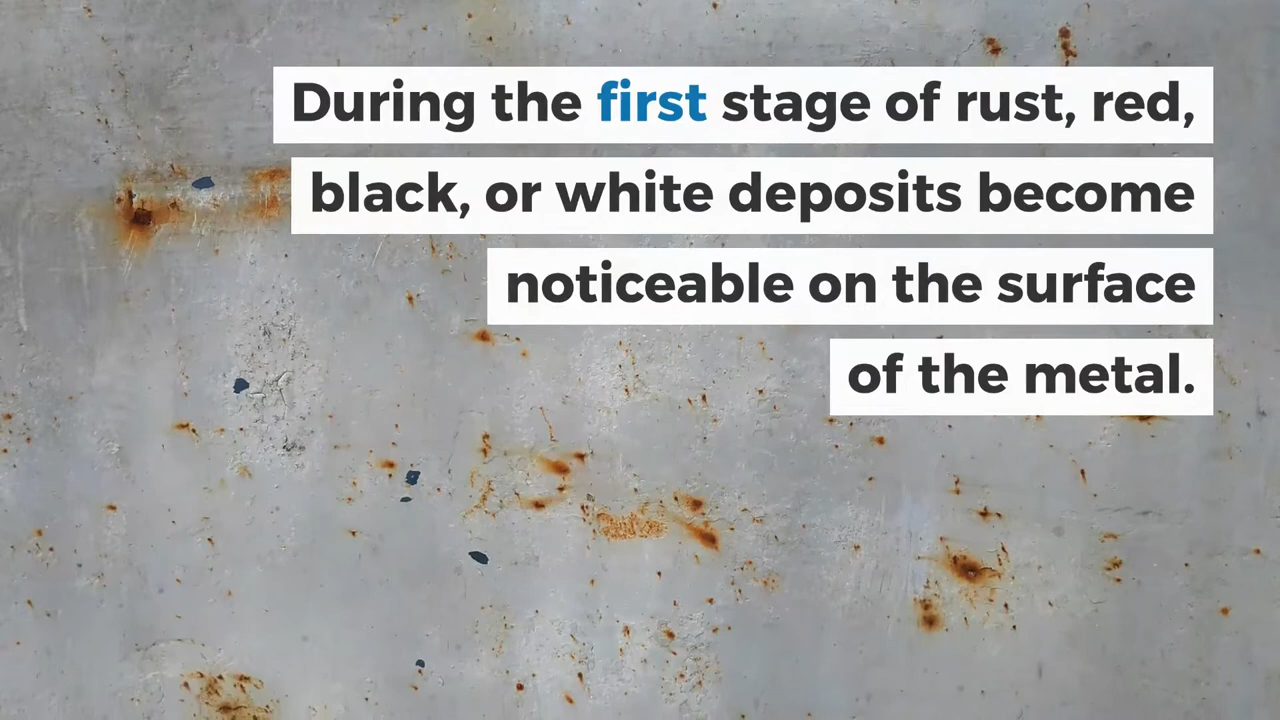 During the first stage of rust, red,
black, or white deposits become
noticeable on the surface
of the metal.